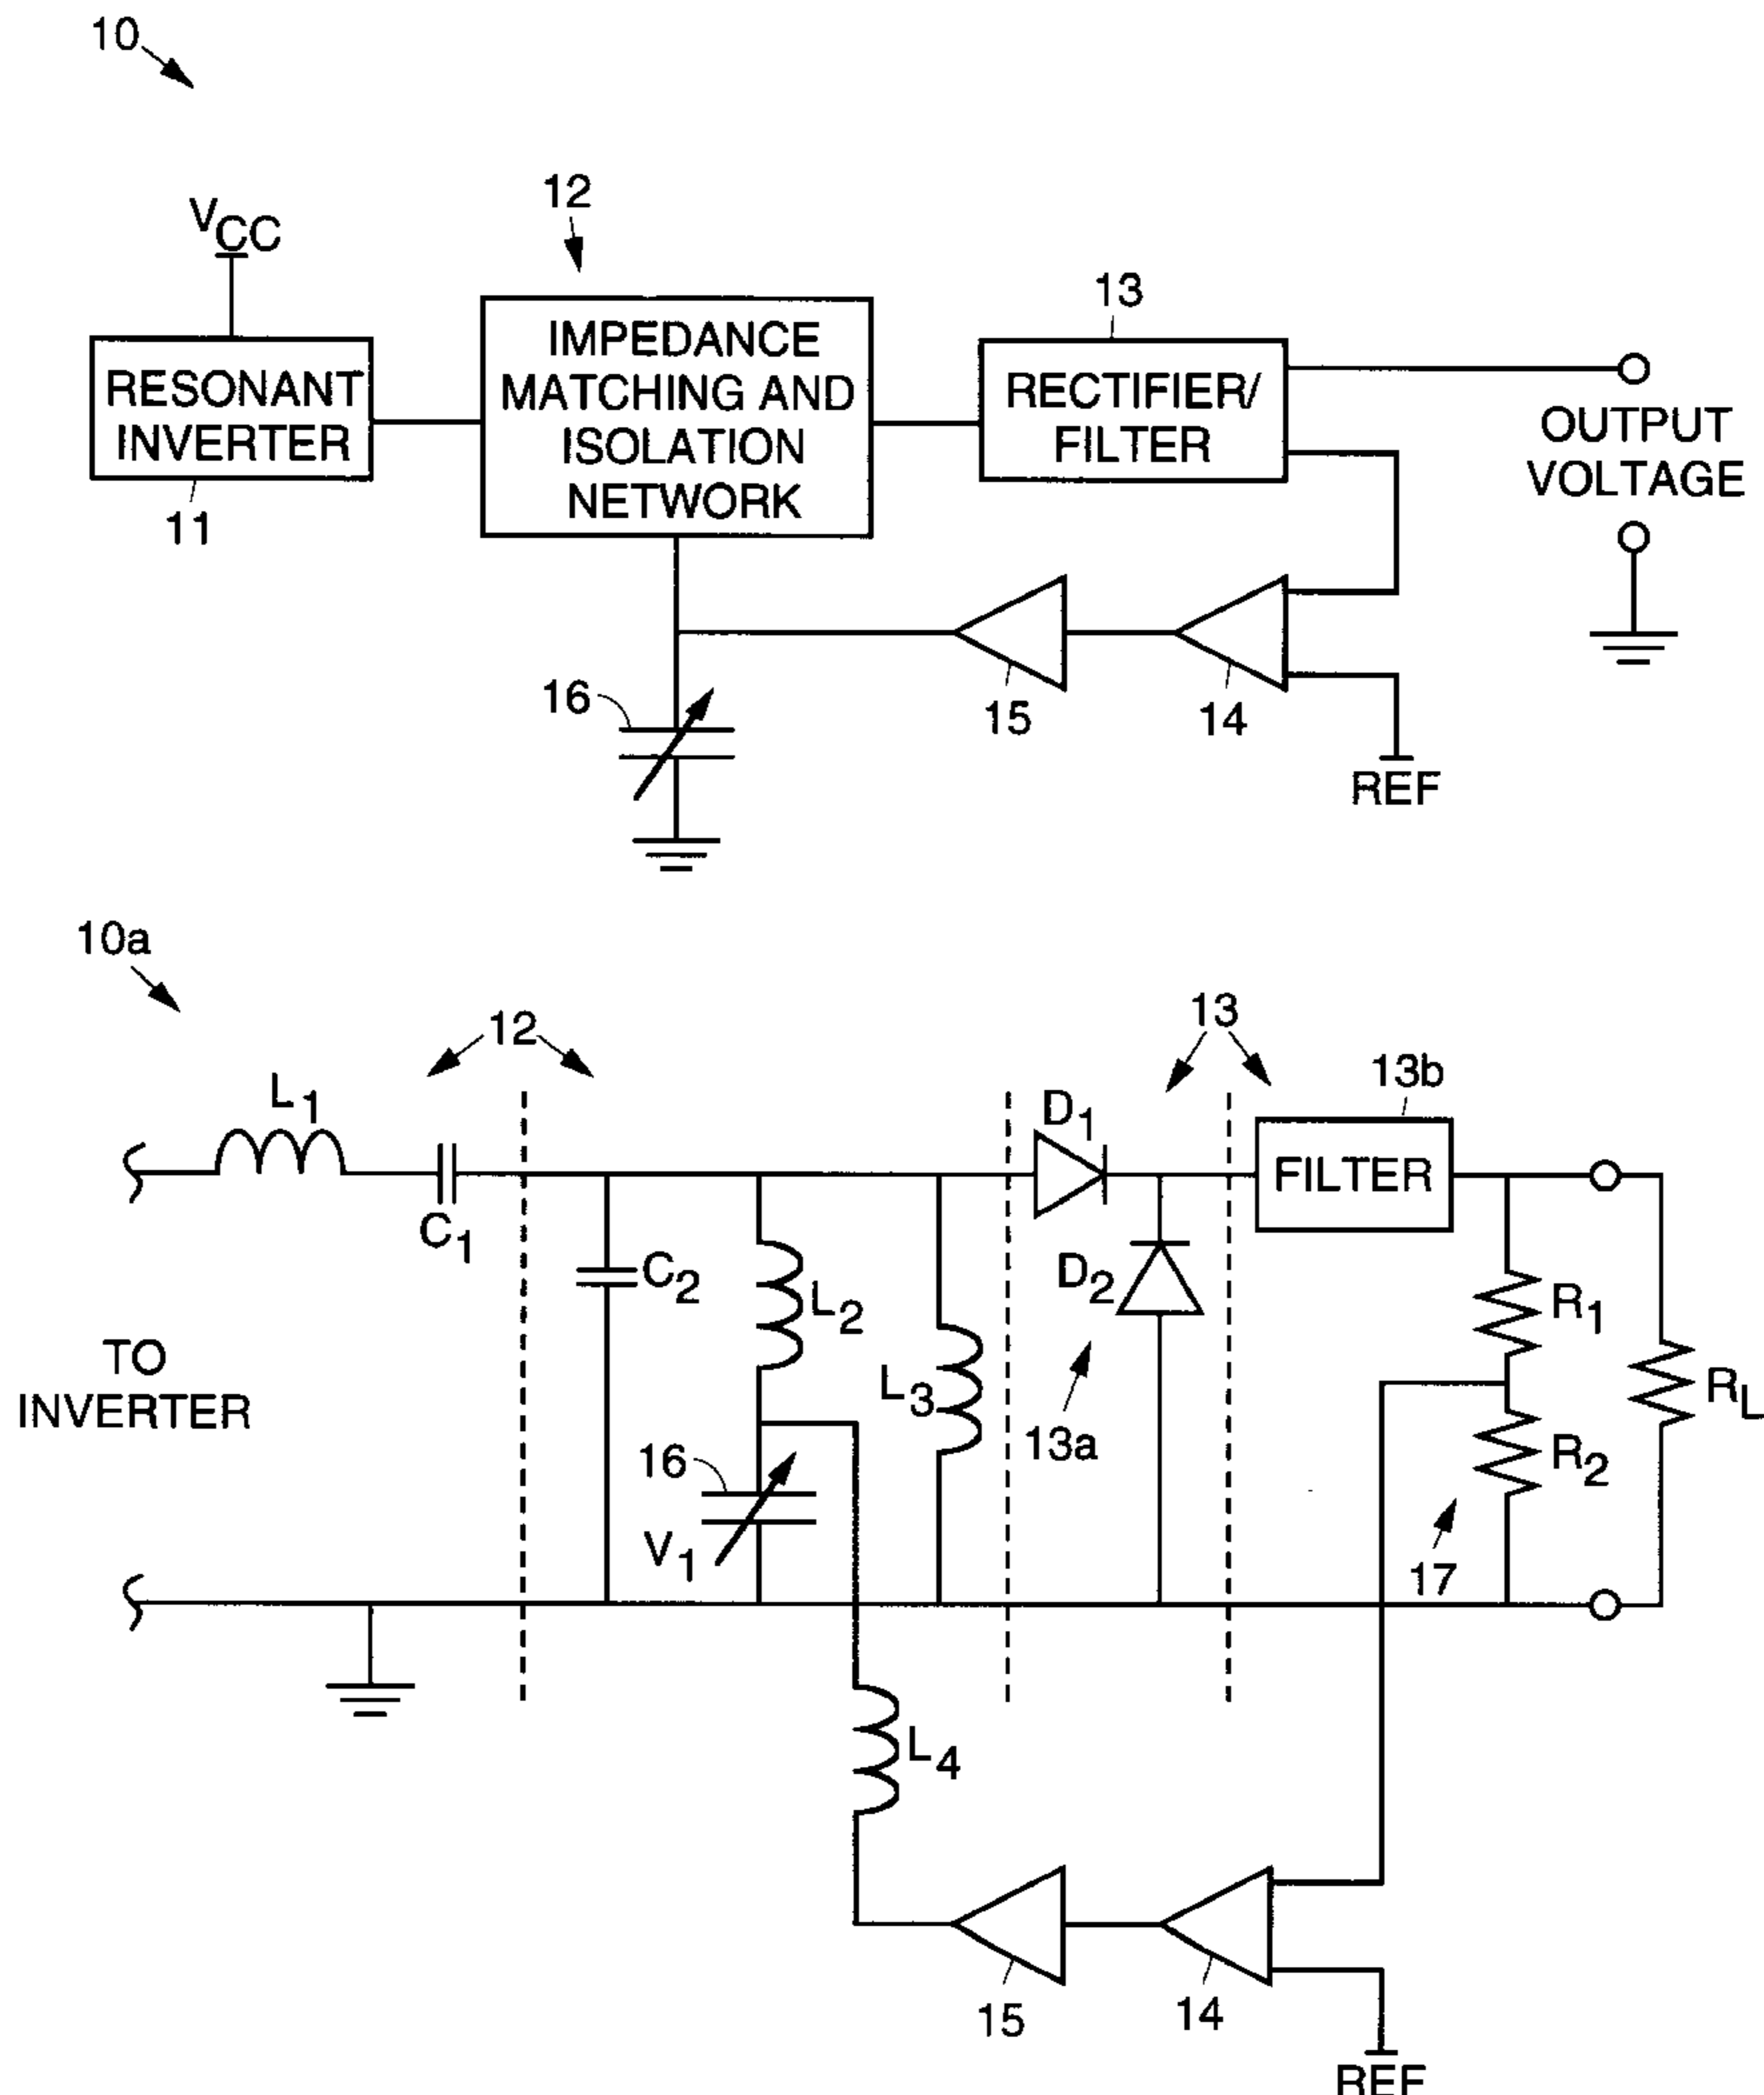 10
12
VCC
13
IMPEDANCE
MATCHING AND
ISOLATION
NETWORK
RESONANT
INVERTER
RECTIFIER/
FILTER
OUTPUT
VOLTAGE
11
16
15
14
REF
10a
12
13
13b
L1
D1
FILTER
C1
C2
L2
D2
R1
TO
INVERTER
L3
13a
RL
R2
16
V1
17
L4
15
14
REF